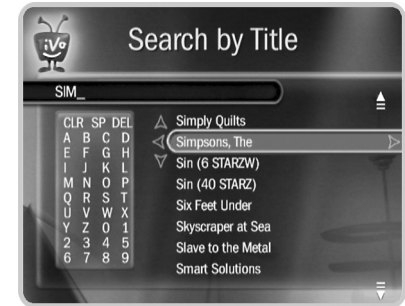 TiVo
Search by Title
SIM_
CLR SP DEL
A B C D
E F G H
I J K L
M N O P
Q R S T
U V W X
Y Z 0 1
2 3 4 5
6 7 8 9
Simply Quilts
Simpsons, The
Sin (6 STARZW)
Sin (40 STARZ)
Six Feet Under
Skyscraper at Sea
Slave to the Metal
Smart Solutions